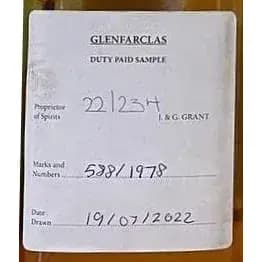 GLENFARCLAS
DUTY PAID SAMPLE
Proprietor of Spirits 22/234 J. & G. GRANT
Marks and Numbers 588/1978
Date Drawn 19/07/2022